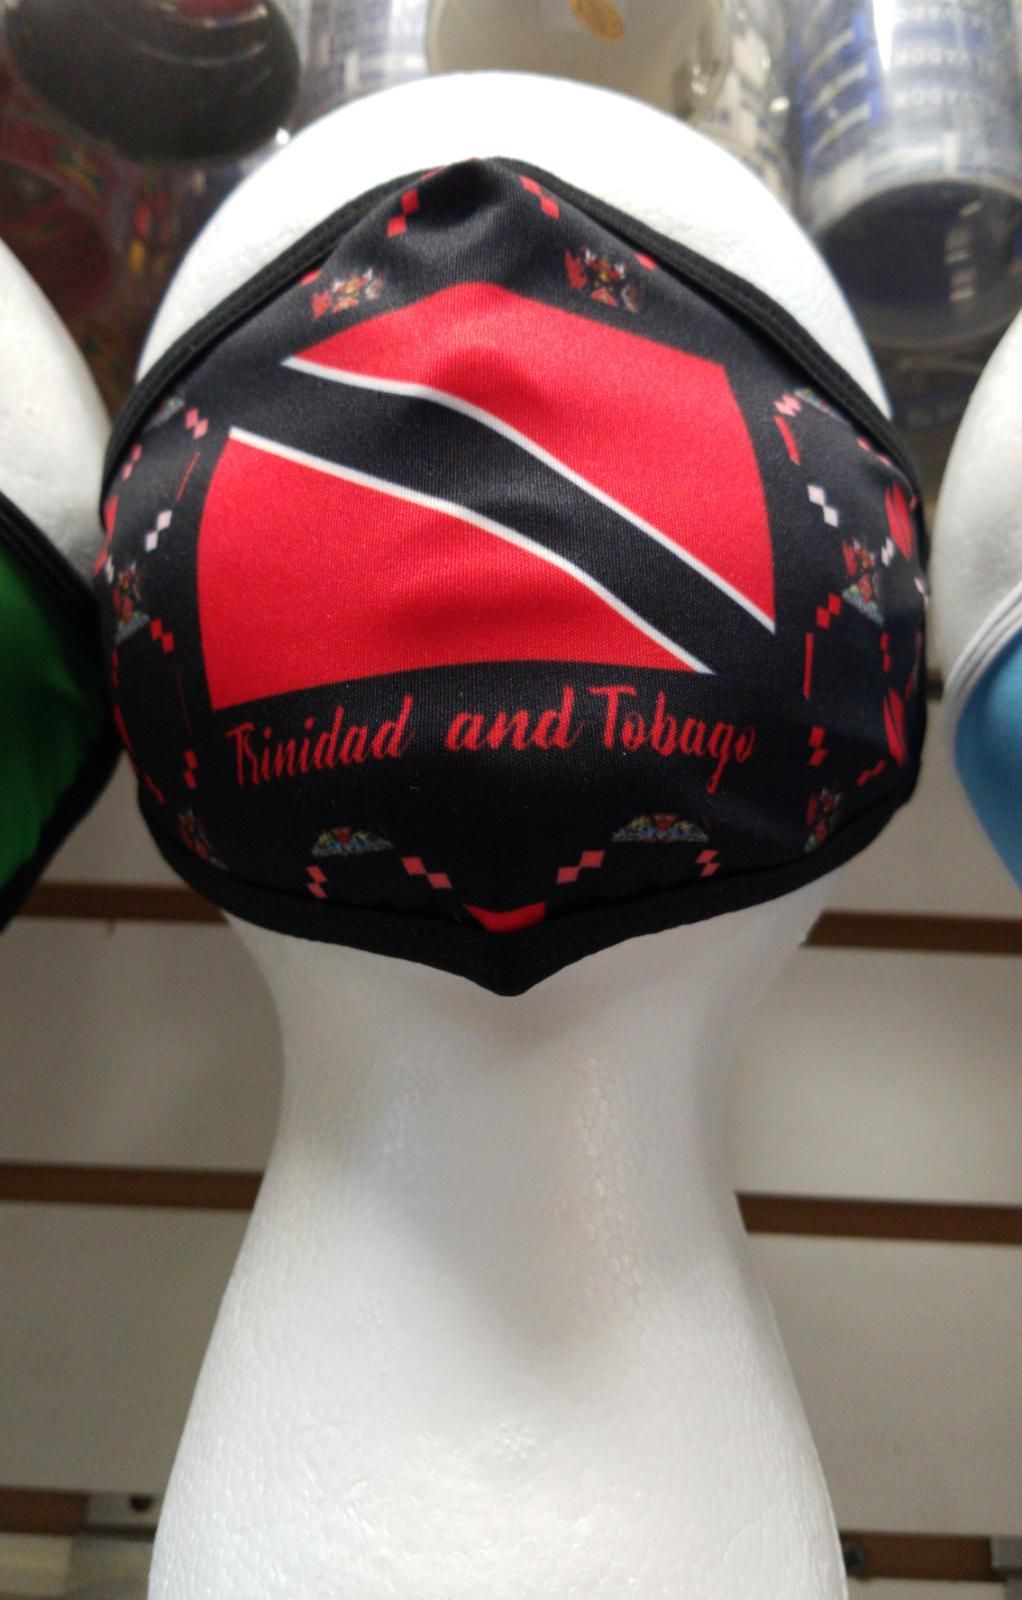 Trinidad and Tobago